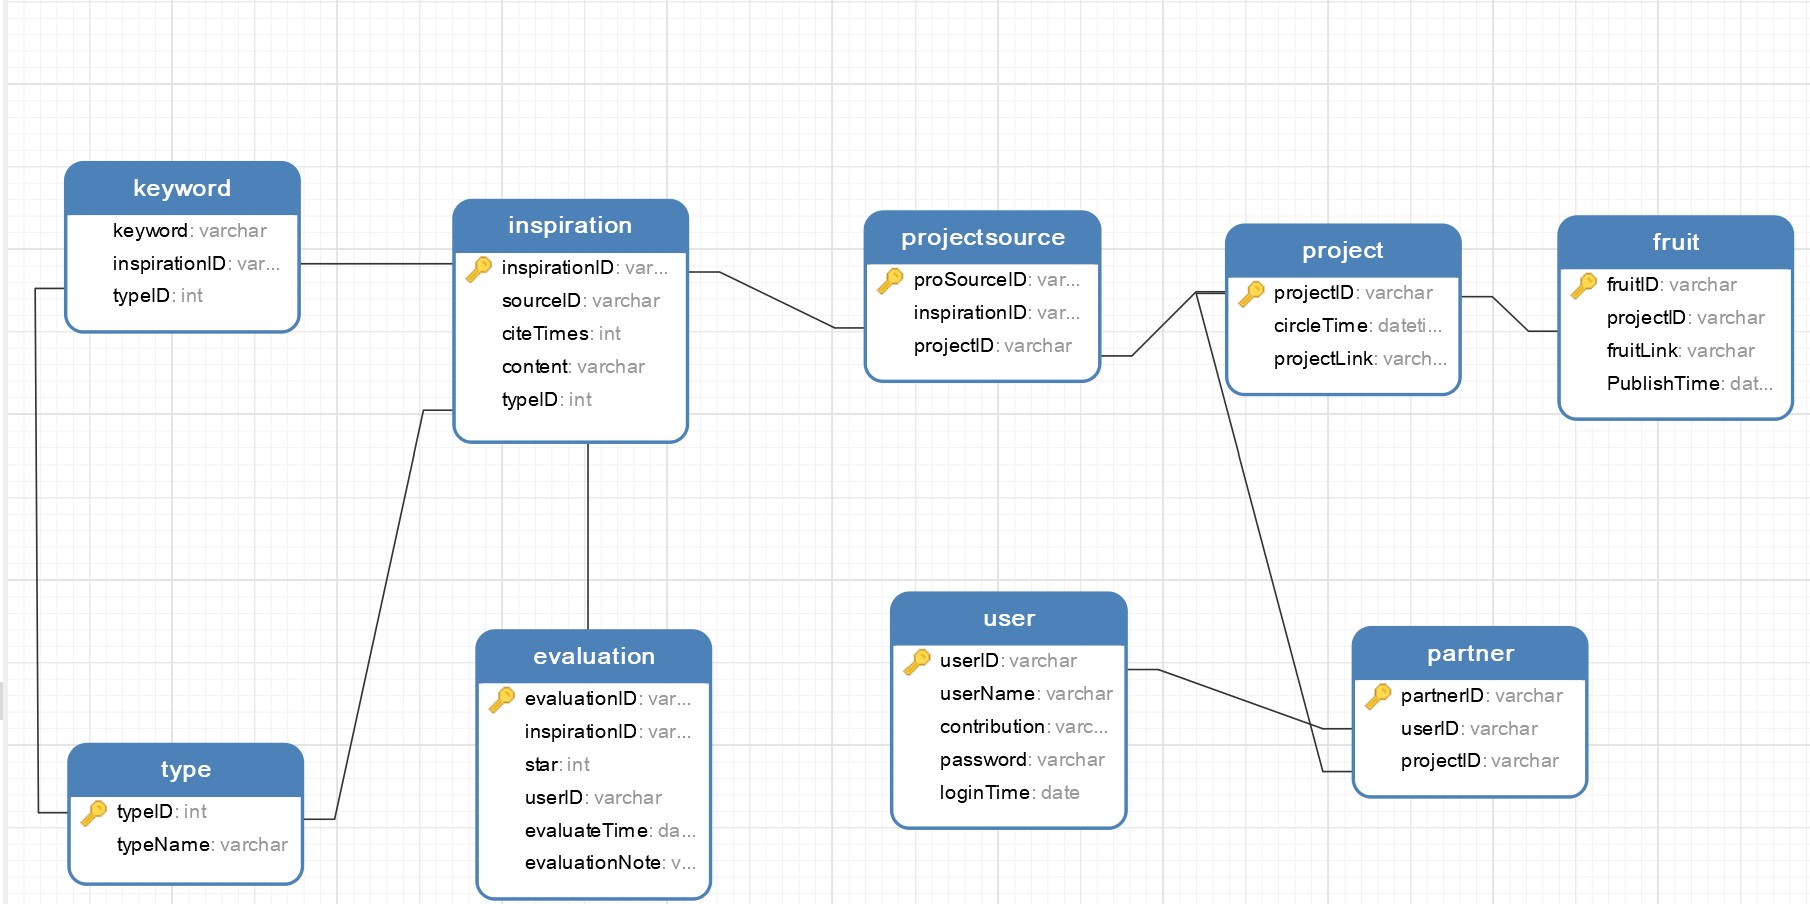 keyword
keyword: varchar
inspirationID: var...
typeID: int
inspiration
inspirationID: var...
sourceID: varchar
citeTimes: int
content: varchar
typeID: int
projectsource
proSourceID: var...
inspirationID: var...
projectID: varchar
project
projectID: varchar
circleTime: dateti...
projectLink: varch...
fruit
fruitID: varchar
projectID: varchar
fruitLink: varchar
PublishTime: dat...
type
typeID: int
typeName: varchar
evaluation
evaluationID: var...
inspirationID: var...
star: int
userID: varchar
evaluateTime: da...
evaluationNote: v...
user
userID: varchar
userName: varchar
contribution: varc...
password: varchar
loginTime: date
partner
partnerID: varchar
userID: varchar
projectID: varchar